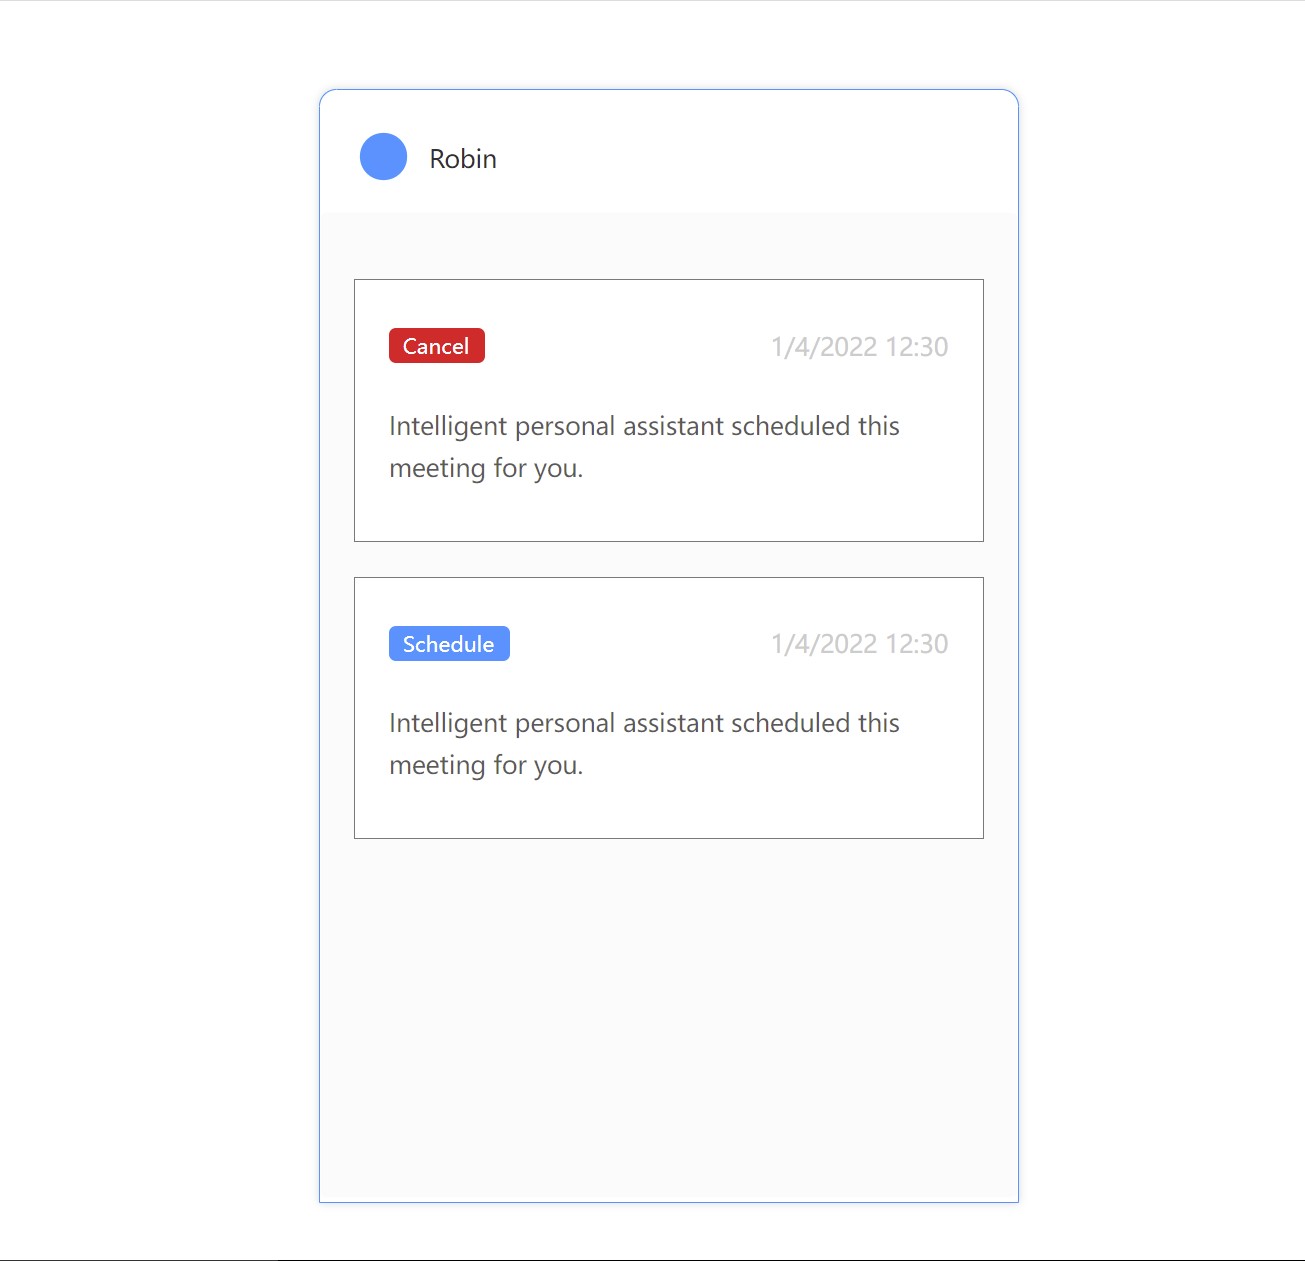 Robin
Cancel
1/4/2022 12:30
Intelligent personal assistant scheduled this
meeting for you.
Schedule
1/4/2022 12:30
Intelligent personal assistant scheduled this
meeting for you.